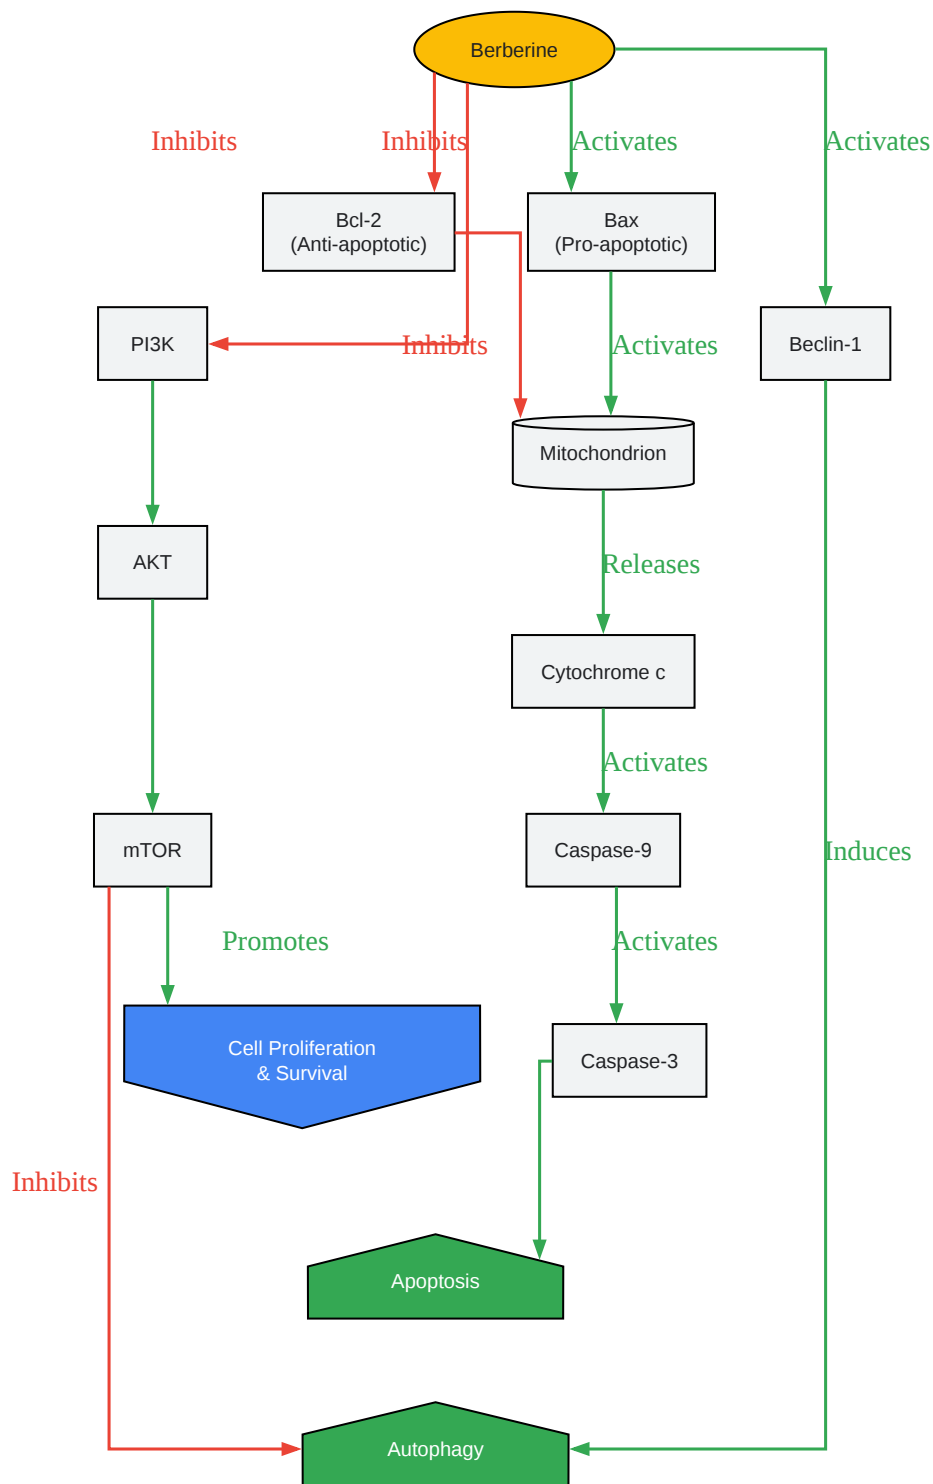 Berberine
Inhibits
Inhibits
Activates
Activates
Bcl-2
(Anti-apoptotic)
Bax
(Pro-apoptotic)
PI3K
Inhibits
Activates
Beclin-1
Mitochondrion
AKT
Releases
Cytochrome c
Activates
mTOR
Caspase-9
Induces
Promotes
Activates
Cell Proliferation
& Survival
Caspase-3
Inhibits
Apoptosis
Autophagy